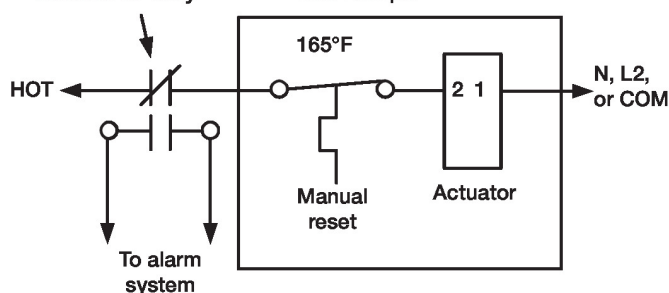 165°F
HOT
2 1
N, L2,
or COM
Manual
reset
Actuator
To alarm
system